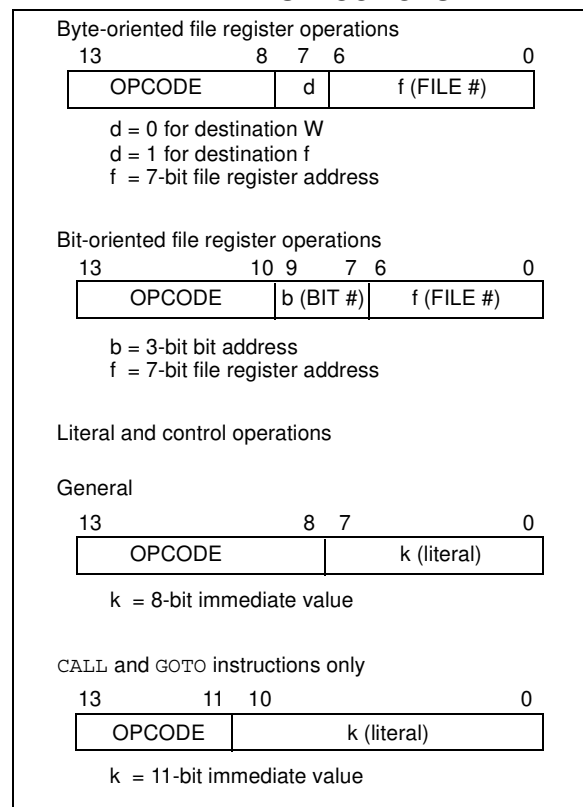 Byte-oriented file register operations
13 8 7 6 0
OPCODE d f (FILE #)
d = 0 for destination W
d = 1 for destination f
f = 7-bit file register address
Bit-oriented file register operations
13 10 9 7 6 0
OPCODE b (BIT #) f (FILE #)
b = 3-bit bit address
f = 7-bit file register address
Literal and control operations
General
13 8 7 0
OPCODE k (literal)
k = 8-bit immediate value
CALL and GOTO instructions only
13 11 10 0
OPCODE k (literal)
k = 11-bit immediate value